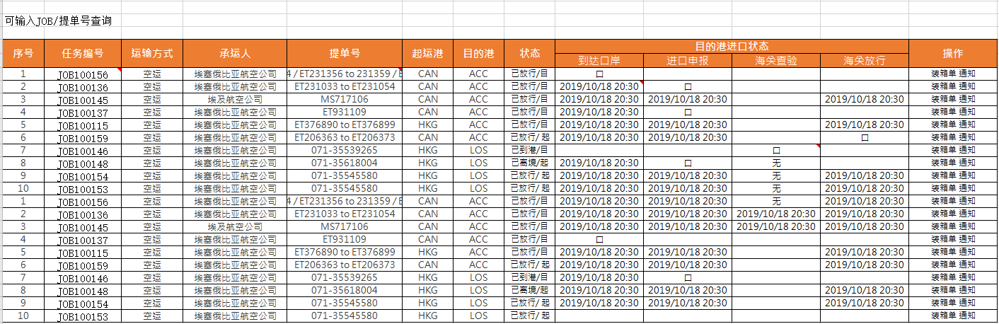 可输入JOB/提单号查询
序号 任务编号 运输方式 承运人 提单号 起运港 目的港 状态 目的港进口状态 操作
到达口岸 进口申报 海关查验 海关放行
1 JOB100156 空运 埃塞俄比亚航空公司 4 / ET231356 to 231359 / E CAN ACC 已放行/目 口 装箱单 通知
2 JOB100136 空运 埃塞俄比亚航空公司 ET231033 to ET231054 CAN ACC 已放行/目 2019/10/18 20:30 口 装箱单 通知
3 JOB100145 空运 埃及航空公司 MS717106 CAN ACC 已放行/目 2019/10/18 20:30 2019/10/18 20:30 2019/10/18 20:30 装箱单 通知
4 JOB100137 空运 埃塞俄比亚航空公司 ET931109 CAN ACC 已放行/目 2019/10/18 20:30 口 装箱单 通知
5 JOB100115 空运 埃塞俄比亚航空公司 ET376890 to ET376899 HKG ACC 已放行/目 2019/10/18 20:30 2019/10/18 20:30 2019/10/18 20:30 装箱单 通知
6 JOB100159 空运 埃塞俄比亚航空公司 ET206363 to ET206373 CAN ACC 已放行/ 起 2019/10/18 20:30 2019/10/18 20:30 口 装箱单 通知
7 JOB100146 空运 埃塞俄比亚航空公司 071-35539265 HKG LOS 已到港/目 口 装箱单 通知
8 JOB100148 空运 埃塞俄比亚航空公司 071-35618004 HKG LOS 已离境/起 2019/10/18 20:30 口 无 装箱单 通知
9 JOB100154 空运 埃塞俄比亚航空公司 071-35545580 HKG LOS 已放行/ 起 2019/10/18 20:30 2019/10/18 20:30 无 2019/10/18 20:30 装箱单 通知
10 JOB100153 空运 埃塞俄比亚航空公司 071-35545580 HKG LOS 已放行/ 起 2019/10/18 20:30 2019/10/18 20:30 无 2019/10/18 20:30 装箱单 通知
1 JOB100156 空运 埃塞俄比亚航空公司 4 / ET231356 to 231359 / E CAN ACC 已放行/目 2019/10/18 20:30 2019/10/18 20:30 无 2019/10/18 20:30 装箱单 通知
2 JOB100136 空运 埃塞俄比亚航空公司 ET231033 to ET231054 CAN ACC 已放行/目 2019/10/18 20:30 2019/10/18 20:30 2019/10/18 20:30 2019/10/18 20:30 装箱单 通知
3 JOB100145 空运 埃及航空公司 MS717106 CAN ACC 已放行/目 2019/10/18 20:30 2019/10/18 20:30 2019/10/18 20:30 2019/10/18 20:30 装箱单 通知
4 JOB100137 空运 埃塞俄比亚航空公司 ET931109 CAN ACC 已放行/目 口 装箱单 通知
5 JOB100115 空运 埃塞俄比亚航空公司 ET376890 to ET376899 HKG ACC 已放行/目 2019/10/18 20:30 2019/10/18 20:30 2019/10/18 20:30 装箱单 通知
6 JOB100159 空运 埃塞俄比亚航空公司 ET206363 to ET206373 CAN ACC 已放行/ 起 2019/10/18 20:30 2019/10/18 20:30 2019/10/18 20:30 装箱单 通知
7 JOB100146 空运 埃塞俄比亚航空公司 071-35539265 HKG LOS 已到港/目 2019/10/18 20:30 口 装箱单 通知
8 JOB100148 空运 埃塞俄比亚航空公司 071-35618004 HKG LOS 已离境/起 2019/10/18 20:30 2019/10/18 20:30 2019/10/18 20:30 装箱单 通知
9 JOB100154 空运 埃塞俄比亚航空公司 071-35545580 HKG LOS 已放行/ 起 2019/10/18 20:30 2019/10/18 20:30 2019/10/18 20:30 装箱单 通知
10 JOB100153 空运 埃塞俄比亚航空公司 071-35545580 HKG LOS 已放行/ 起 装箱单 通知